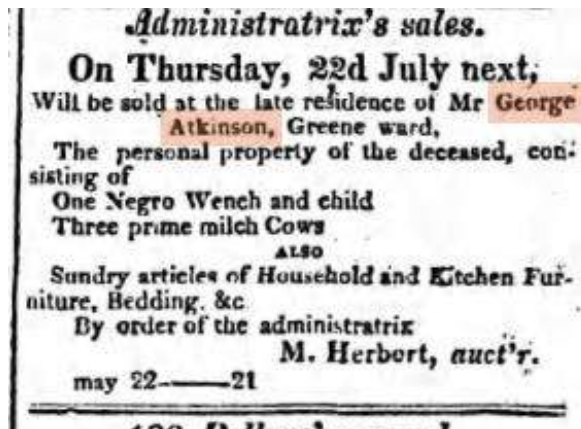 Administratrix's sales.
On Thursday, 22d July next,
Will be sold at the late residence of Mr George
Atkinson, Greene ward,
The personal property of the deceased, con-
sisting of
One Negro Wench and child
Three prime milch Cows
ALSO
Sundry articles of Household and Kitchen Fur-
niture, Bedding, &c
By order of the administratrix
M. Herbert, auct'r.
may 22——21